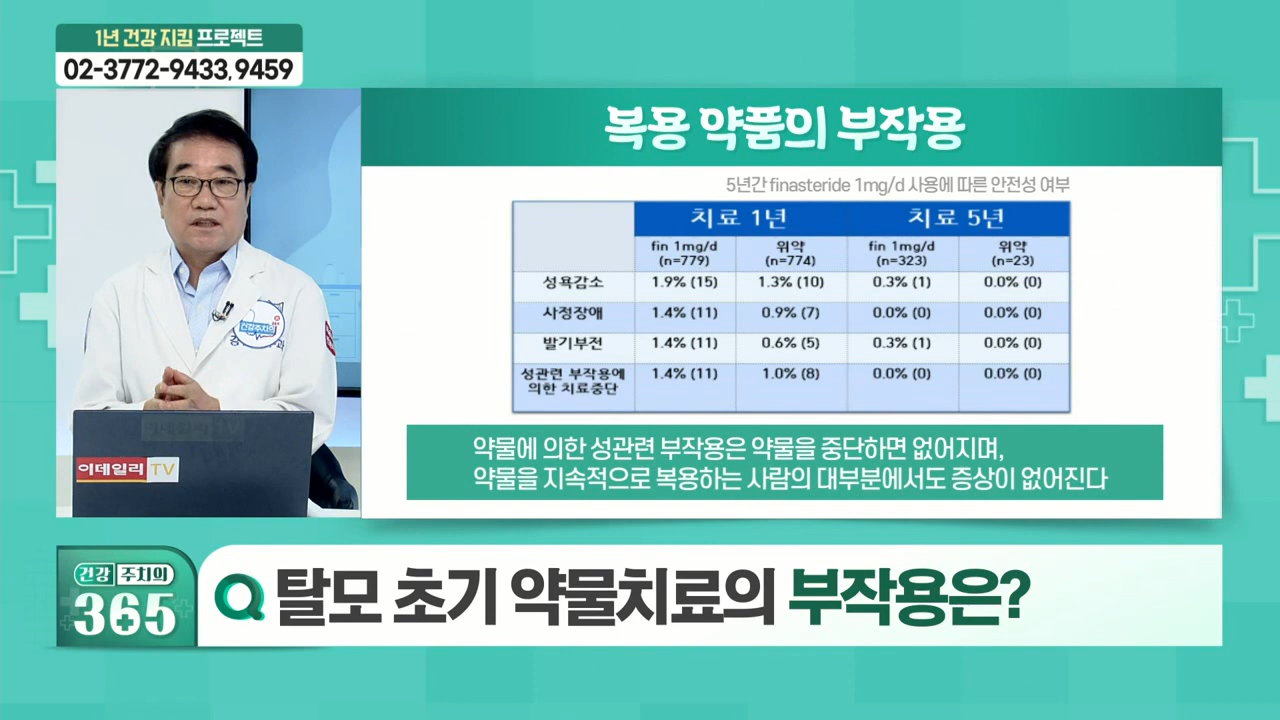 1년 건강 지킴 프로젝트
02-3772-9433, 9459
건강주치의
이데일리 TV
복용 약품의 부작용
5년간 finasteride 1mg/d 사용에 따른 안전성 여부
치료 1년 치료 5년
fin 1mg/d (n=779) 위약 (n=774) fin 1mg/d (n=323) 위약 (n=23)
성욕감소 1.9% (15) 1.3% (10) 0.3% (1) 0.0% (0)
사정장애 1.4% (11) 0.9% (7) 0.0% (0) 0.0% (0)
발기부전 1.4% (11) 0.6% (5) 0.3% (1) 0.0% (0)
성관련 부작용에 의한 치료중단 1.4% (11) 1.0% (8) 0.0% (0) 0.0% (0)
약물에 의한 성관련 부작용은 약물을 중단하면 없어지며,
약물을 지속적으로 복용하는 사람의 대부분에서도 증상이 없어진다
건강 주치의
365
Q 탈모 초기 약물치료의 부작용은?